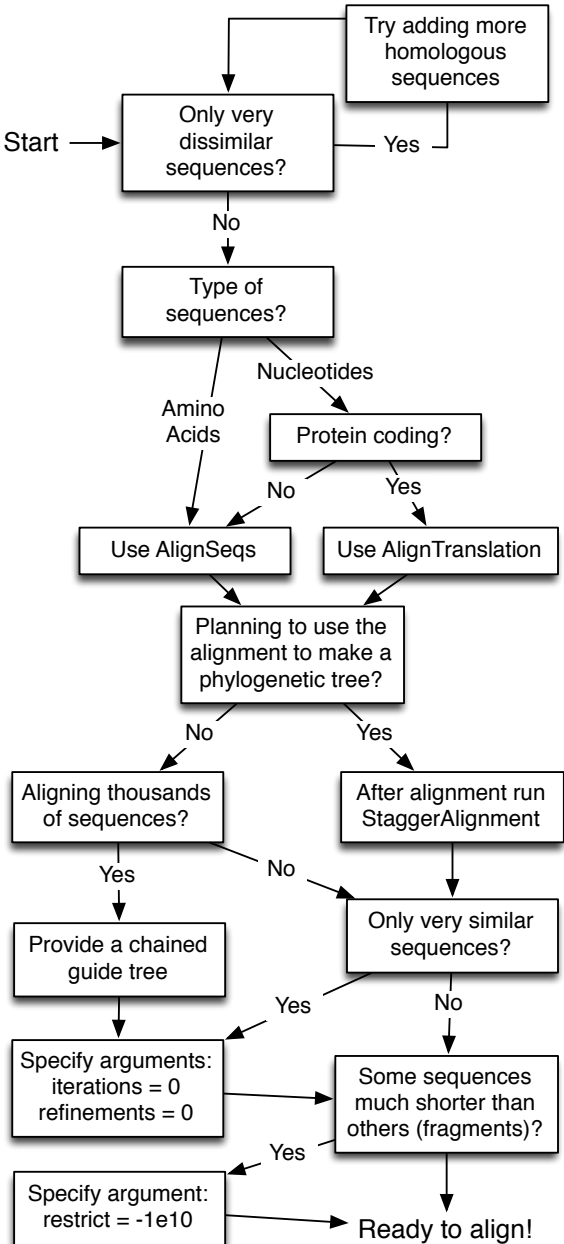 Try adding more
homologous
sequences
Only very
dissimilar
sequences?
Start
Yes
No
Type of
sequences?
Nucleotides
Amino
Acids
Protein coding?
No
Yes
Use AlignSeqs
Use AlignTranslation
Planning to use the
alignment to make a
phylogenetic tree?
No
Yes
Aligning thousands
of sequences?
After alignment run
StaggerAlignment
Yes
No
Provide a chained
guide tree
Only very similar
sequences?
Yes
No
Specify arguments:
iterations = 0
refinements = 0
Some sequences
much shorter than
others (fragments)?
Yes
Specify argument:
restrict = -1e10
Ready to align!